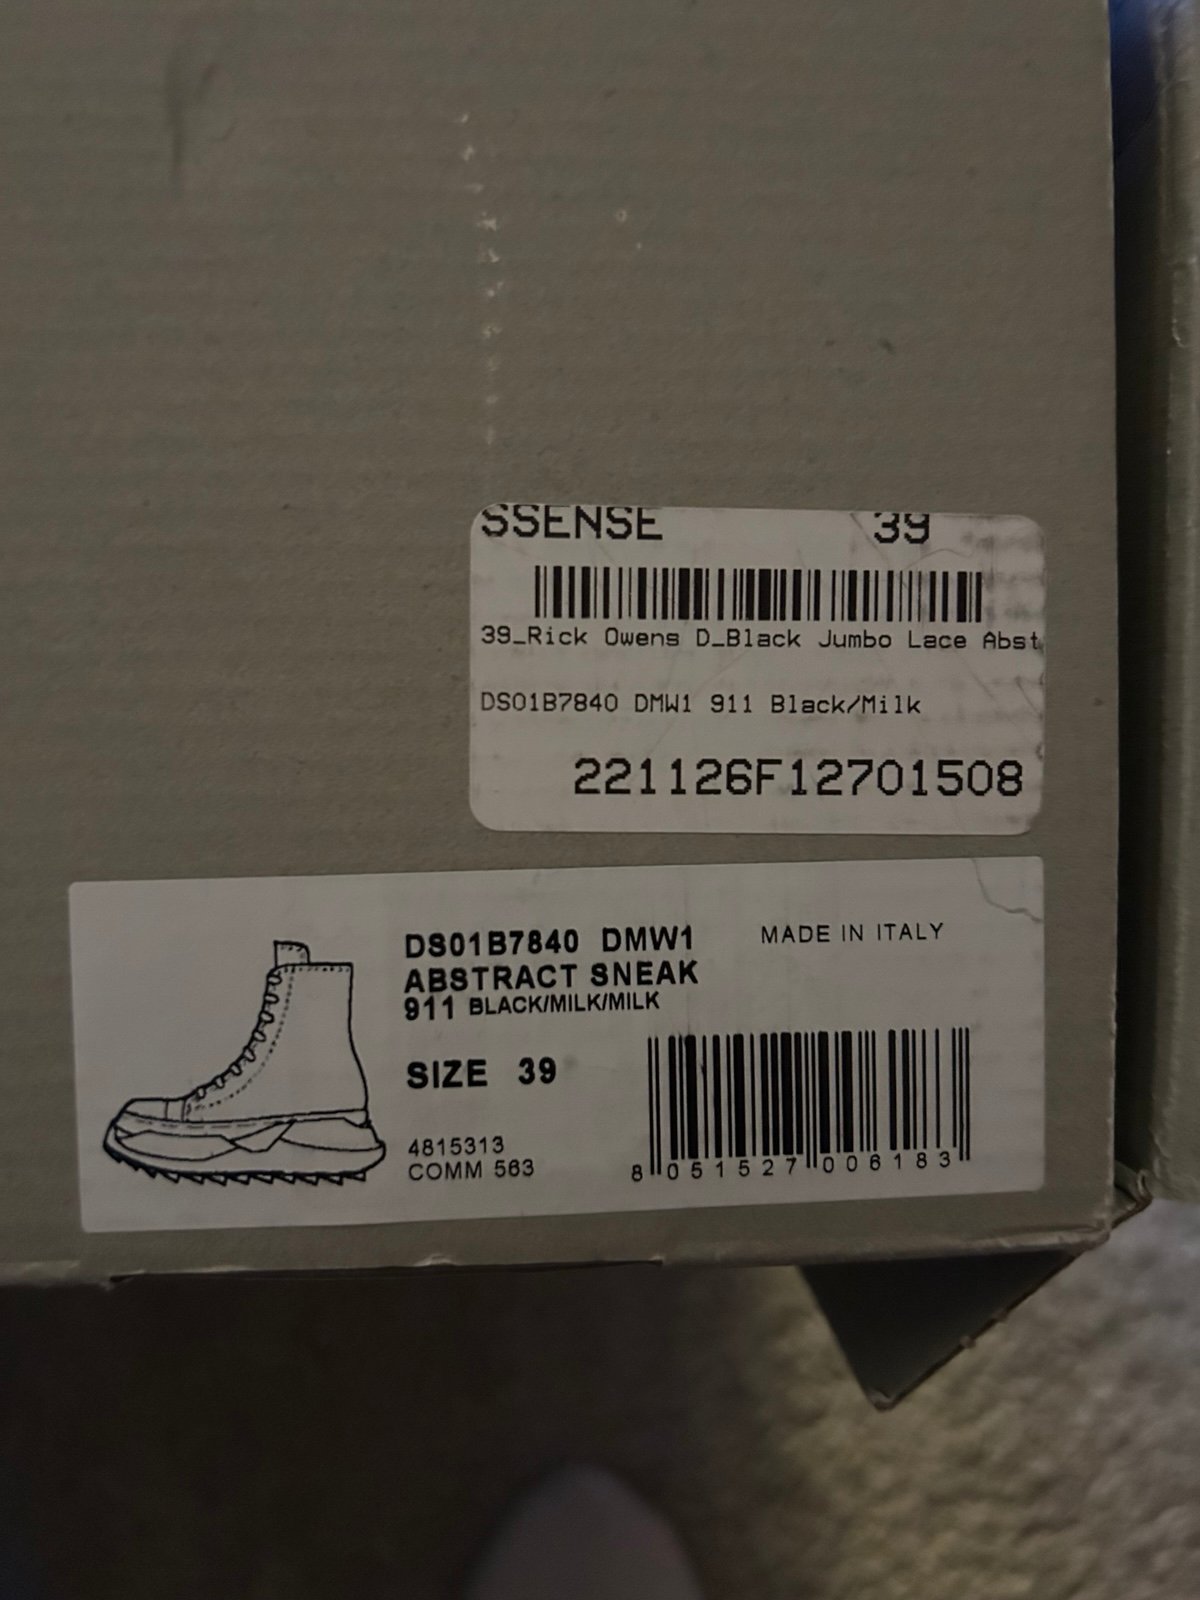 SSENSE 39
39_Rick Owens D_Black Jumbo Lace Abst
DS01B7840 DMW1 911 Black/Milk
221126F12701508
DS01B7840 DMW1 MADE IN ITALY
ABSTRACT SNEAK
911 BLACK/MILK/MILK
SIZE 39
4815313
COMM 563
8 051527 006183